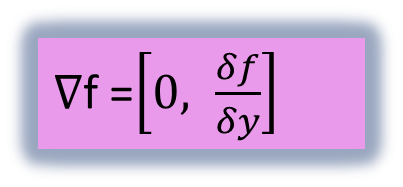 ∇f = [0, δf/δy]